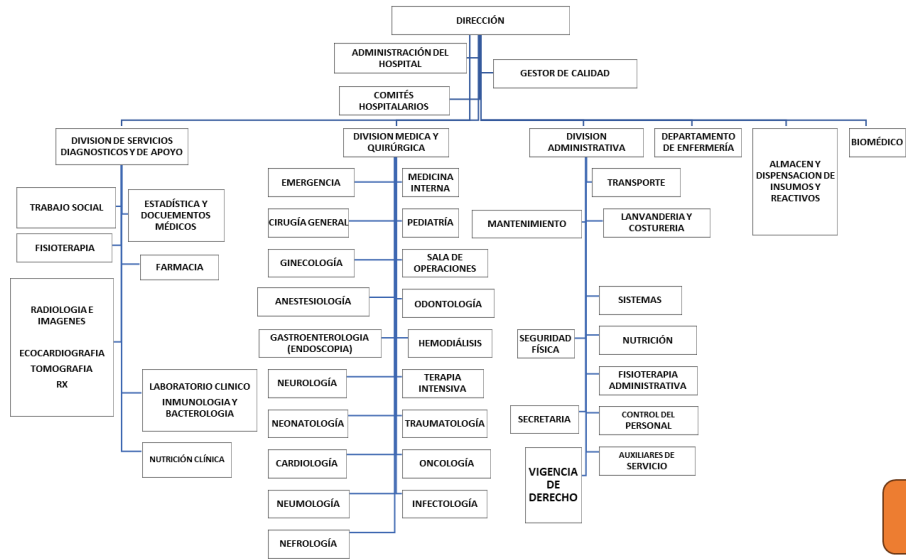 DIRECCIÓN
ADMINISTRACIÓN DEL
HOSPITAL
GESTOR DE CALIDAD
COMITÉS
HOSPITALARIOS
DIVISION DE SERVICIOS
DIAGNOSTICOS Y DE APOYO
DIVISION MEDICA Y
QUIRÚRGICA
DIVISION
ADMINISTRATIVA
DEPARTAMENTO
DE ENFERMERÍA
ALMACEN Y
DISPENSACION DE
INSUMOS Y
REACTIVOS
BIOMÉDICO
TRABAJO SOCIAL
ESTADÍSTICA Y
DOCUEMENTOS
MÉDICOS
FISIOTERAPIA
FARMACIA
RADIOLOGIA E
IMAGENES
ECOCARDIOGRAFIA
TOMOGRAFIA
RX
LABORATORIO CLINICO
INMUNOLOGIA Y
BACTEROLOGIA
NUTRICIÓN CLÍNICA
EMERGENCIA
MEDICINA
INTERNA
CIRUGÍA GENERAL
PEDIATRÍA
GINECOLOGÍA
SALA DE
OPERACIONES
ANESTESIOLOGÍA
ODONTOLOGÍA
GASTROENTEROLOGIA
(ENDOSCOPIA)
HEMODIÁLISIS
NEUROLOGÍA
TERAPIA
INTENSIVA
NEONATOLOGÍA
TRAUMATOLOGÍA
CARDIOLOGÍA
ONCOLOGÍA
NEUMOLOGÍA
INFECTOLOGÍA
NEFROLOGÍA
TRANSPORTE
MANTENIMIENTO
LANVANDERIA Y
COSTURERIA
SISTEMAS
SEGURIDAD
FÍSICA
NUTRICIÓN
FISIOTERAPIA
ADMINISTRATIVA
SECRETARIA
CONTROL DEL
PERSONAL
VIGENCIA
DE
DERECHO
AUXILIARES DE
SERVICIO